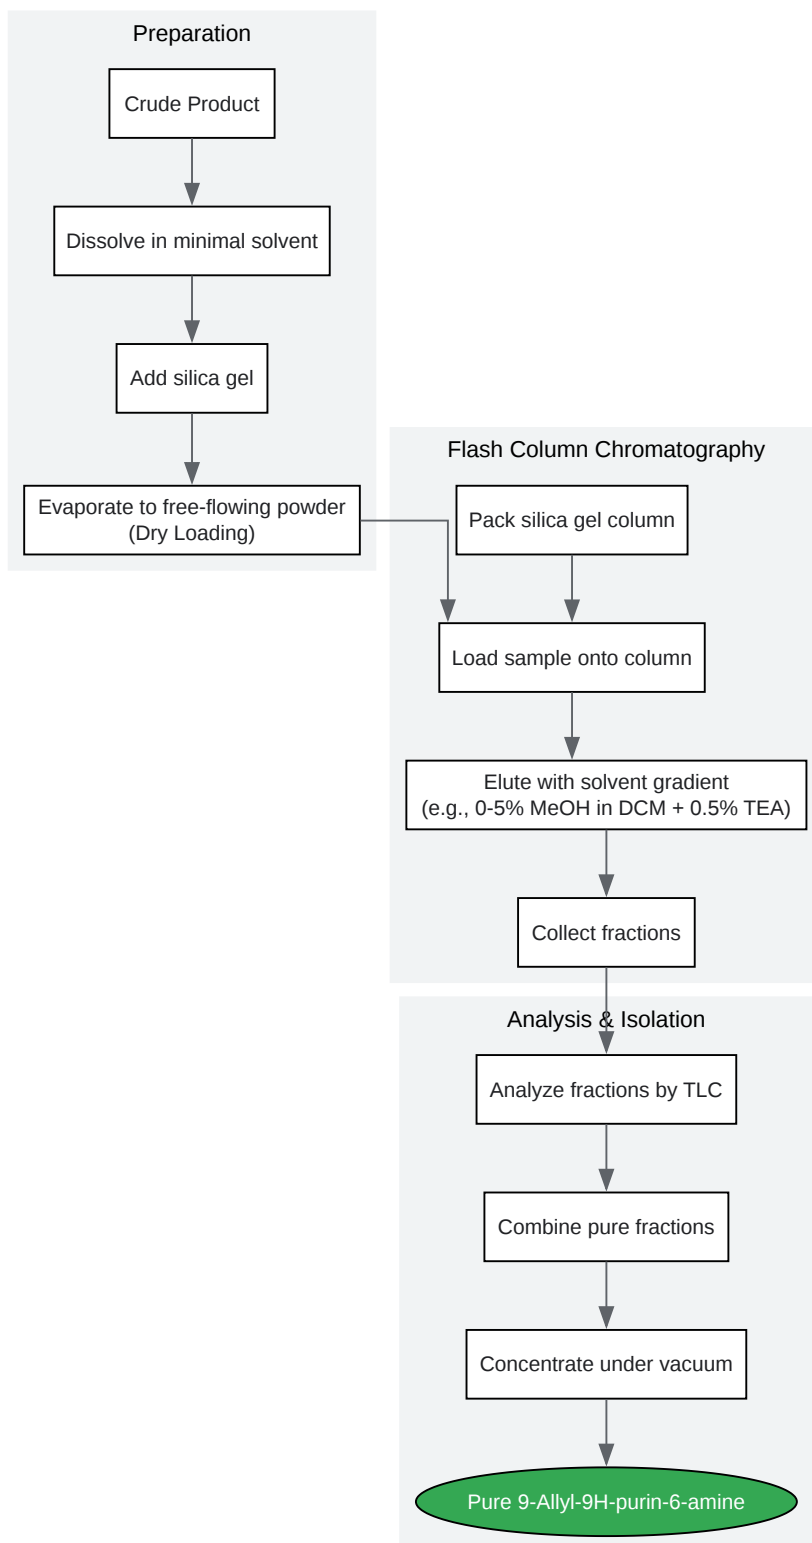 Preparation
Crude Product
Dissolve in minimal solvent
Add silica gel
Evaporate to free-flowing powder
(Dry Loading)
Flash Column Chromatography
Pack silica gel column
Load sample onto column
Elute with solvent gradient
(e.g., 0-5% MeOH in DCM + 0.5% TEA)
Collect fractions
Analysis & Isolation
Analyze fractions by TLC
Combine pure fractions
Concentrate under vacuum
Pure 9-Allyl-9H-purin-6-amine